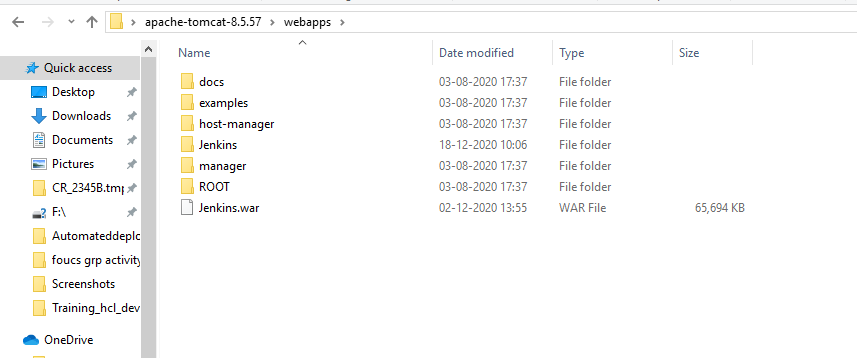 apache-tomcat-8.5.57 > webapps >
Name Date modified Type Size
Quick access
Desktop
Downloads
Documents
Pictures
CR_2345B.tmp
F:\
Automateddeplo
foucs grp activity
Screenshots
Training_hcl_dev
OneDrive
docs 03-08-2020 17:37 File folder
examples 03-08-2020 17:37 File folder
host-manager 03-08-2020 17:37 File folder
Jenkins 18-12-2020 10:06 File folder
manager 03-08-2020 17:37 File folder
ROOT 03-08-2020 17:37 File folder
Jenkins.war 02-12-2020 13:55 WAR File 65,694 KB